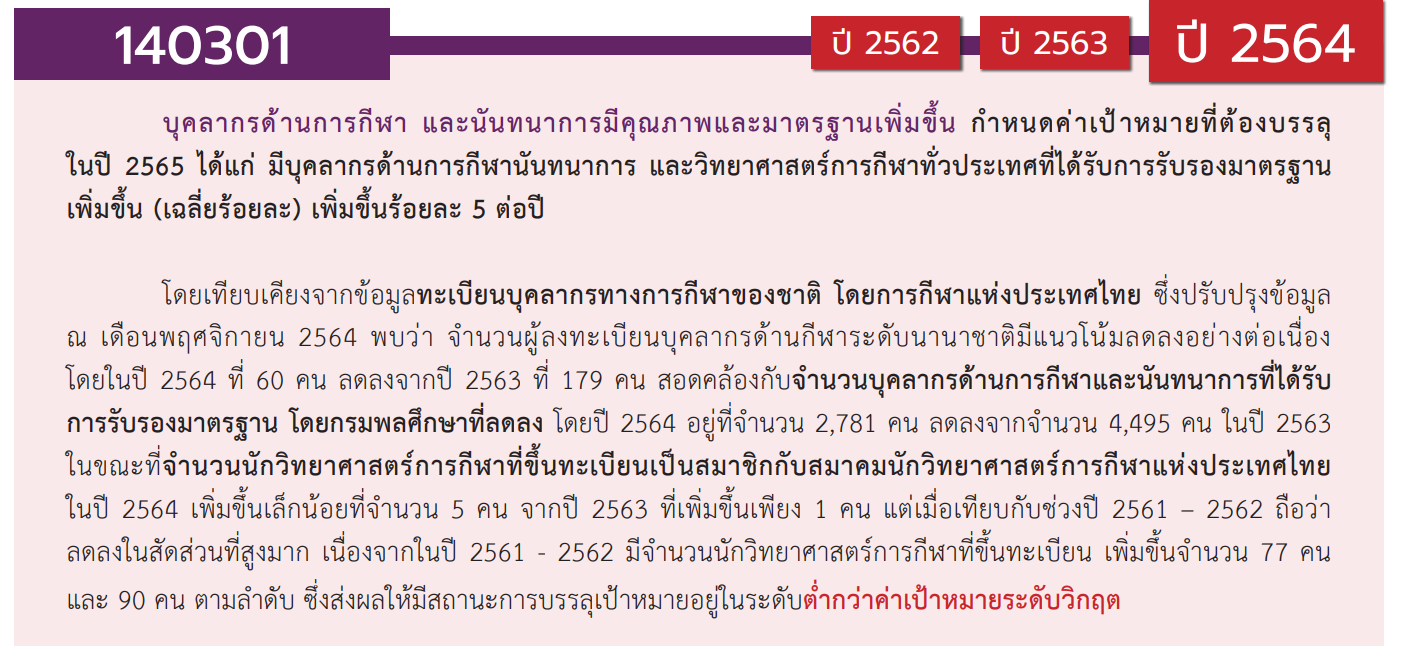 140301
ปี 2562
ปี 2563
ปี 2564
บุคลากรด้านการกีฬา และนันทนาการมีคุณภาพและมาตรฐานเพิ่มขึ้น กำหนดค่าเป้าหมายที่ต้องบรรลุ
ในปี 2565 ได้แก่ มีบุคลากรด้านการกีฬานันทนาการ และวิทยาศาสตร์การกีฬาทั่วประเทศที่ได้รับการรับรองมาตรฐาน
เพิ่มขึ้น (เฉลี่ยร้อยละ) เพิ่มขึ้นร้อยละ 5 ต่อปี
โดยเทียบเคียงจากข้อมูลทะเบียนบุคลากรทางการกีฬาของชาติ โดยการกีฬาแห่งประเทศไทย ซึ่งปรับปรุงข้อมูล
ณ เดือนพฤศจิกายน 2564 พบว่า จำนวนผู้ลงทะเบียนบุคลากรด้านกีฬาระดับนานาชาติมีแนวโน้มลดลงอย่างต่อเนื่อง
โดยในปี 2564 ที่ 60 คน ลดลงจากปี 2563 ที่ 179 คน สอดคล้องกับจำนวนบุคลากรด้านการกีฬาและนันทนาการที่ได้รับ
การรับรองมาตรฐาน โดยกรมพลศึกษาที่ลดลง โดยปี 2564 อยู่ที่จำนวน 2,781 คน ลดลงจากจำนวน 4,495 คน ในปี 2563
ในขณะที่จำนวนนักวิทยาศาสตร์การกีฬาที่ขึ้นทะเบียนเป็นสมาชิกกับสมาคมนักวิทยาศาสตร์การกีฬาแห่งประเทศไทย
ในปี 2564 เพิ่มขึ้นเล็กน้อยที่จำนวน 5 คน จากปี 2563 ที่เพิ่มขึ้นเพียง 1 คน แต่เมื่อเทียบกับช่วงปี 2561 – 2562 ถือว่า
ลดลงในสัดส่วนที่สูงมาก เนื่องจากในปี 2561 - 2562 มีจำนวนนักวิทยาศาสตร์การกีฬาที่ขึ้นทะเบียน เพิ่มขึ้นจำนวน 77 คน
และ 90 คน ตามลำดับ ซึ่งส่งผลให้มีสถานะการบรรลุเป้าหมายอยู่ในระดับต่ำกว่าค่าเป้าหมายระดับวิกฤต